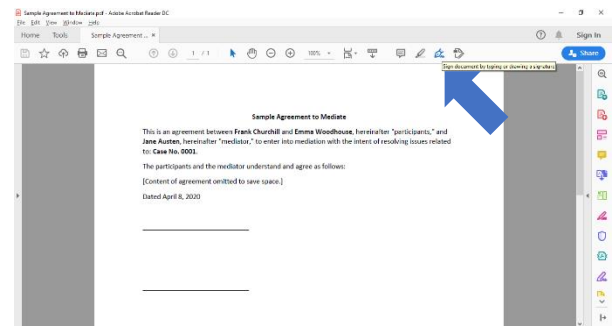 Sample Agreement to Mediate.pdf - Adobe Acrobat Reader DC
File Edit View Window Help
Home Tools Sample Agreement ... × Sign In
1 / 1 100% Share
Sign document by typing or drawing a signature
Sample Agreement to Mediate
This is an agreement between Frank Churchill and Emma Woodhouse, hereinafter "participants," and
Jane Austen, hereinafter "mediator," to enter into mediation with the intent of resolving issues related
to: Case No. 0001.
The participants and the mediator understand and agree as follows:
[Content of agreement omitted to save space.]
Dated April 8, 2020